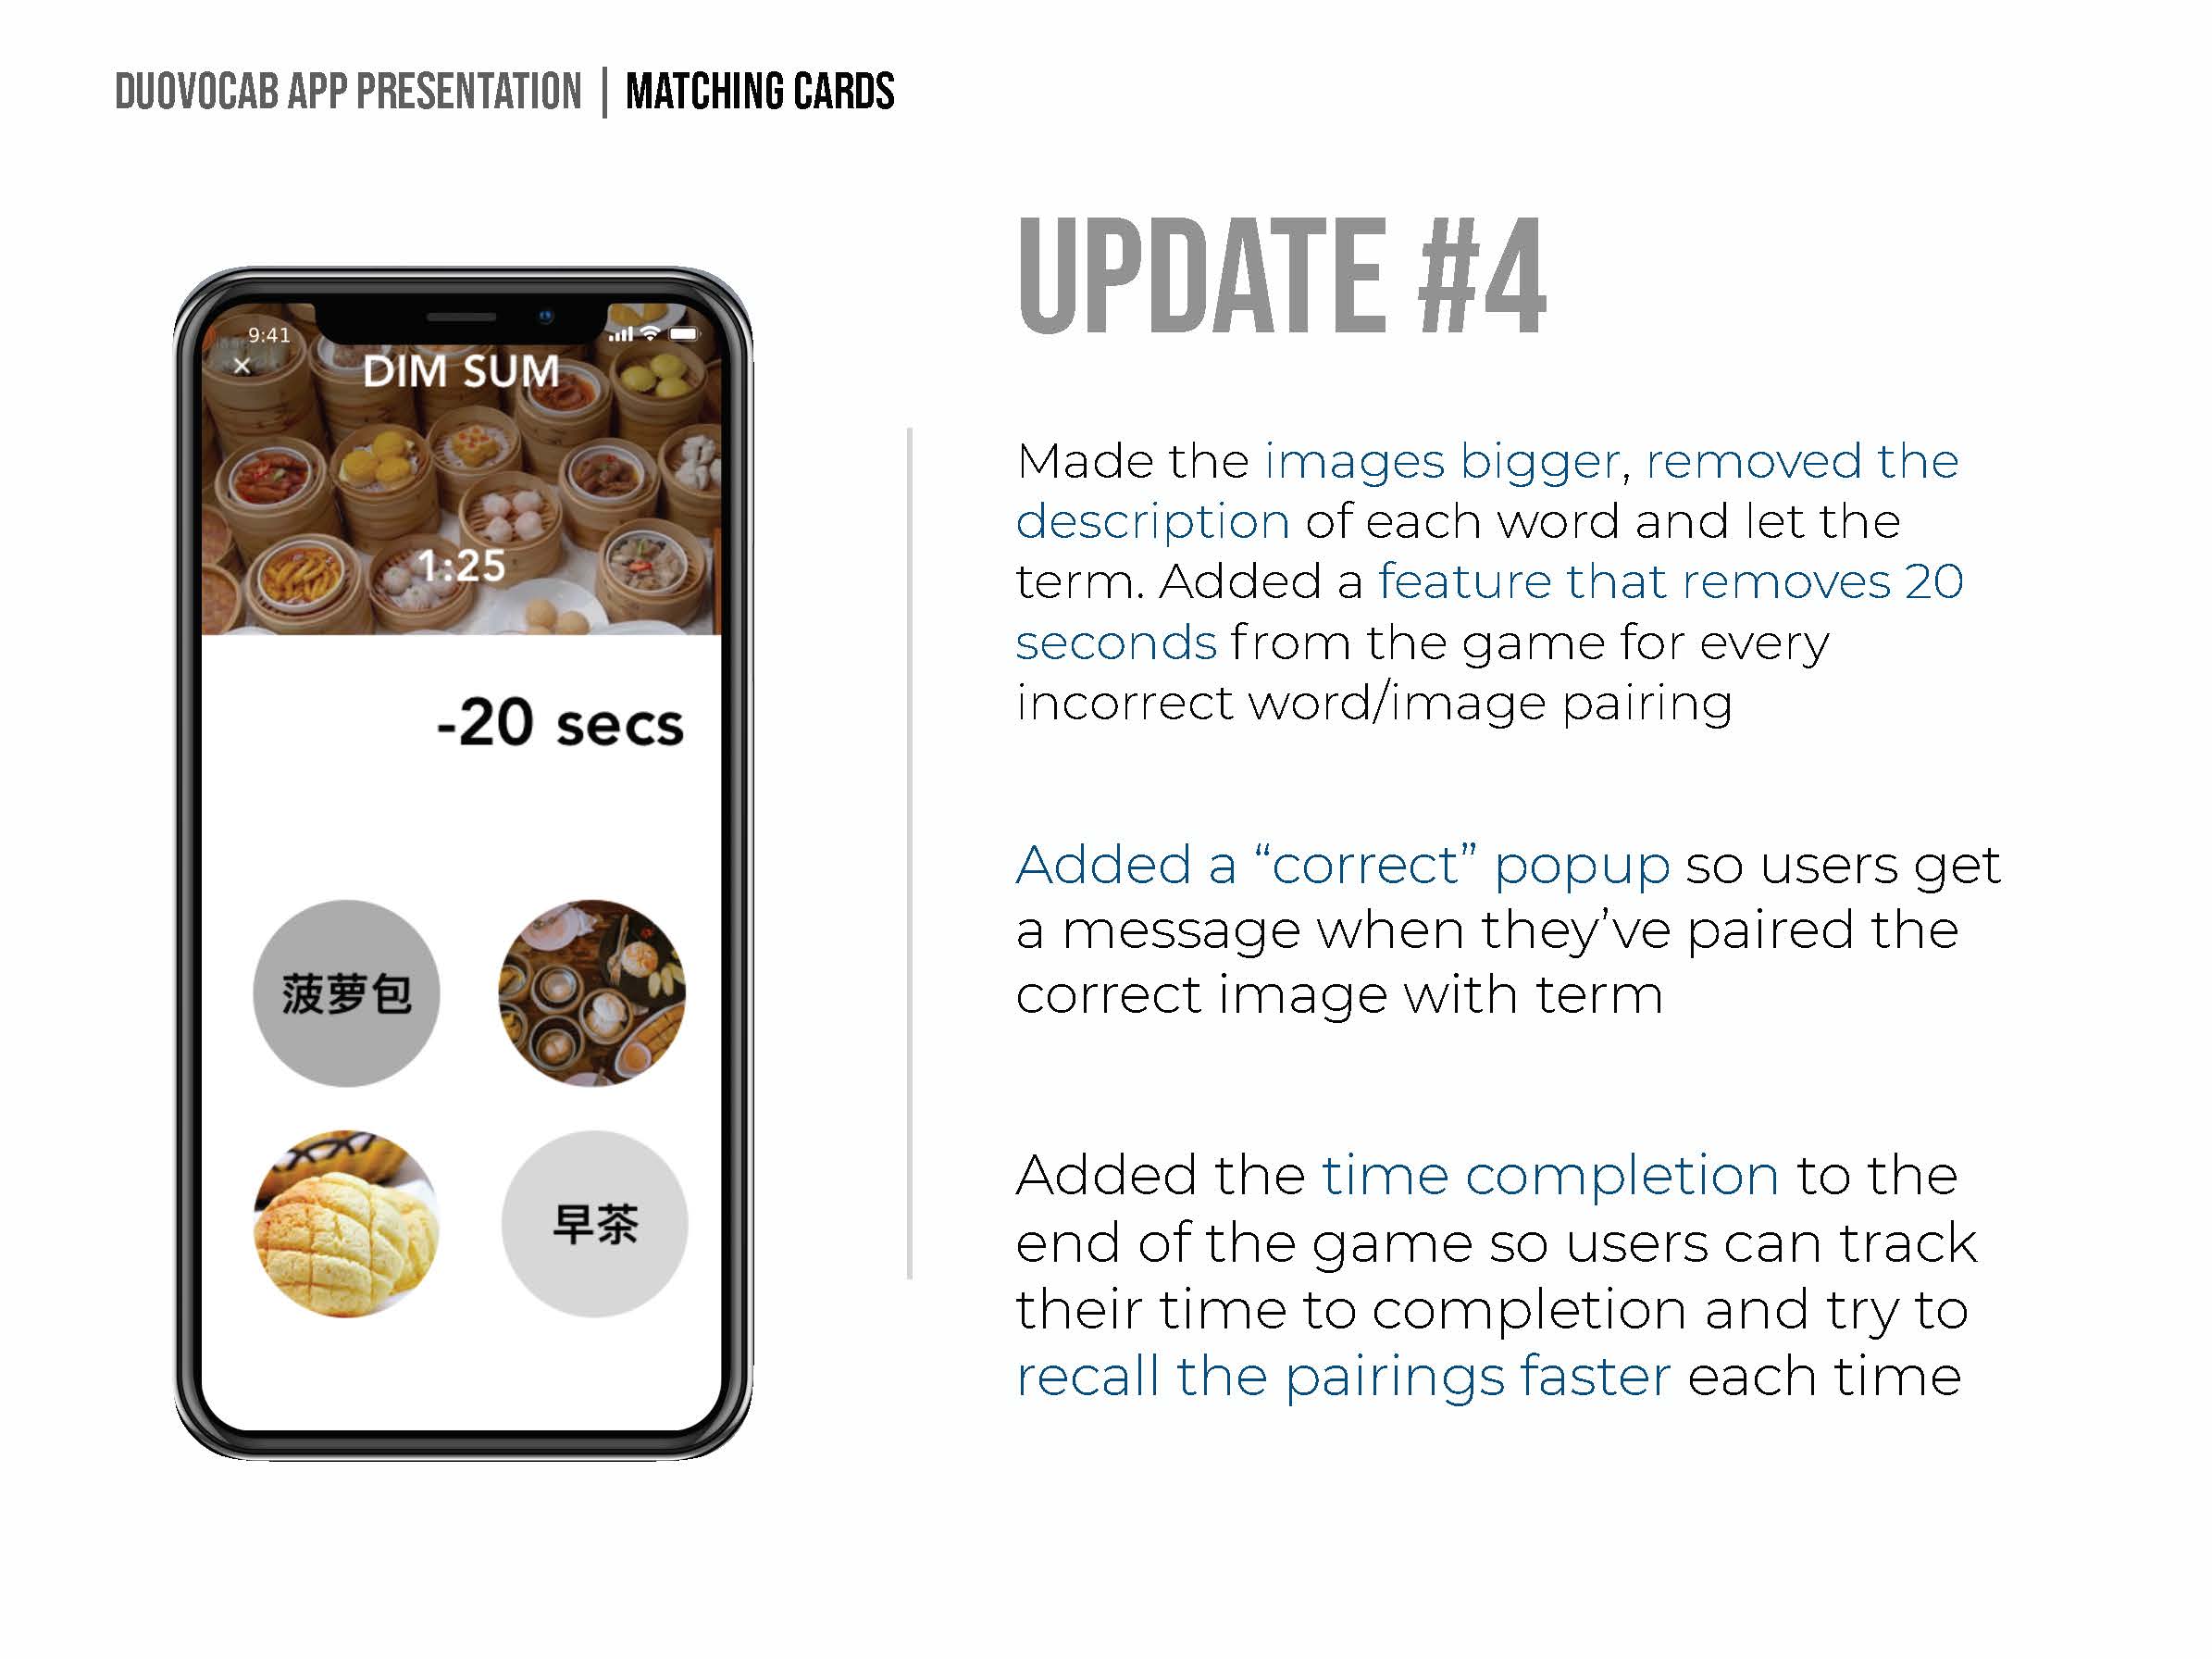 DUOVOCAB APP PRESENTATION | MATCHING CARDS
UPDATE #4
9:41
×
DIM SUM
1:25
-20 secs
菠萝包
早茶
Made the images bigger, removed the
description of each word and let the
term. Added a feature that removes 20
seconds from the game for every
incorrect word/image pairing
Added a “correct” popup so users get
a message when they’ve paired the
correct image with term
Added the time completion to the
end of the game so users can track
their time to completion and try to
recall the pairings faster each time